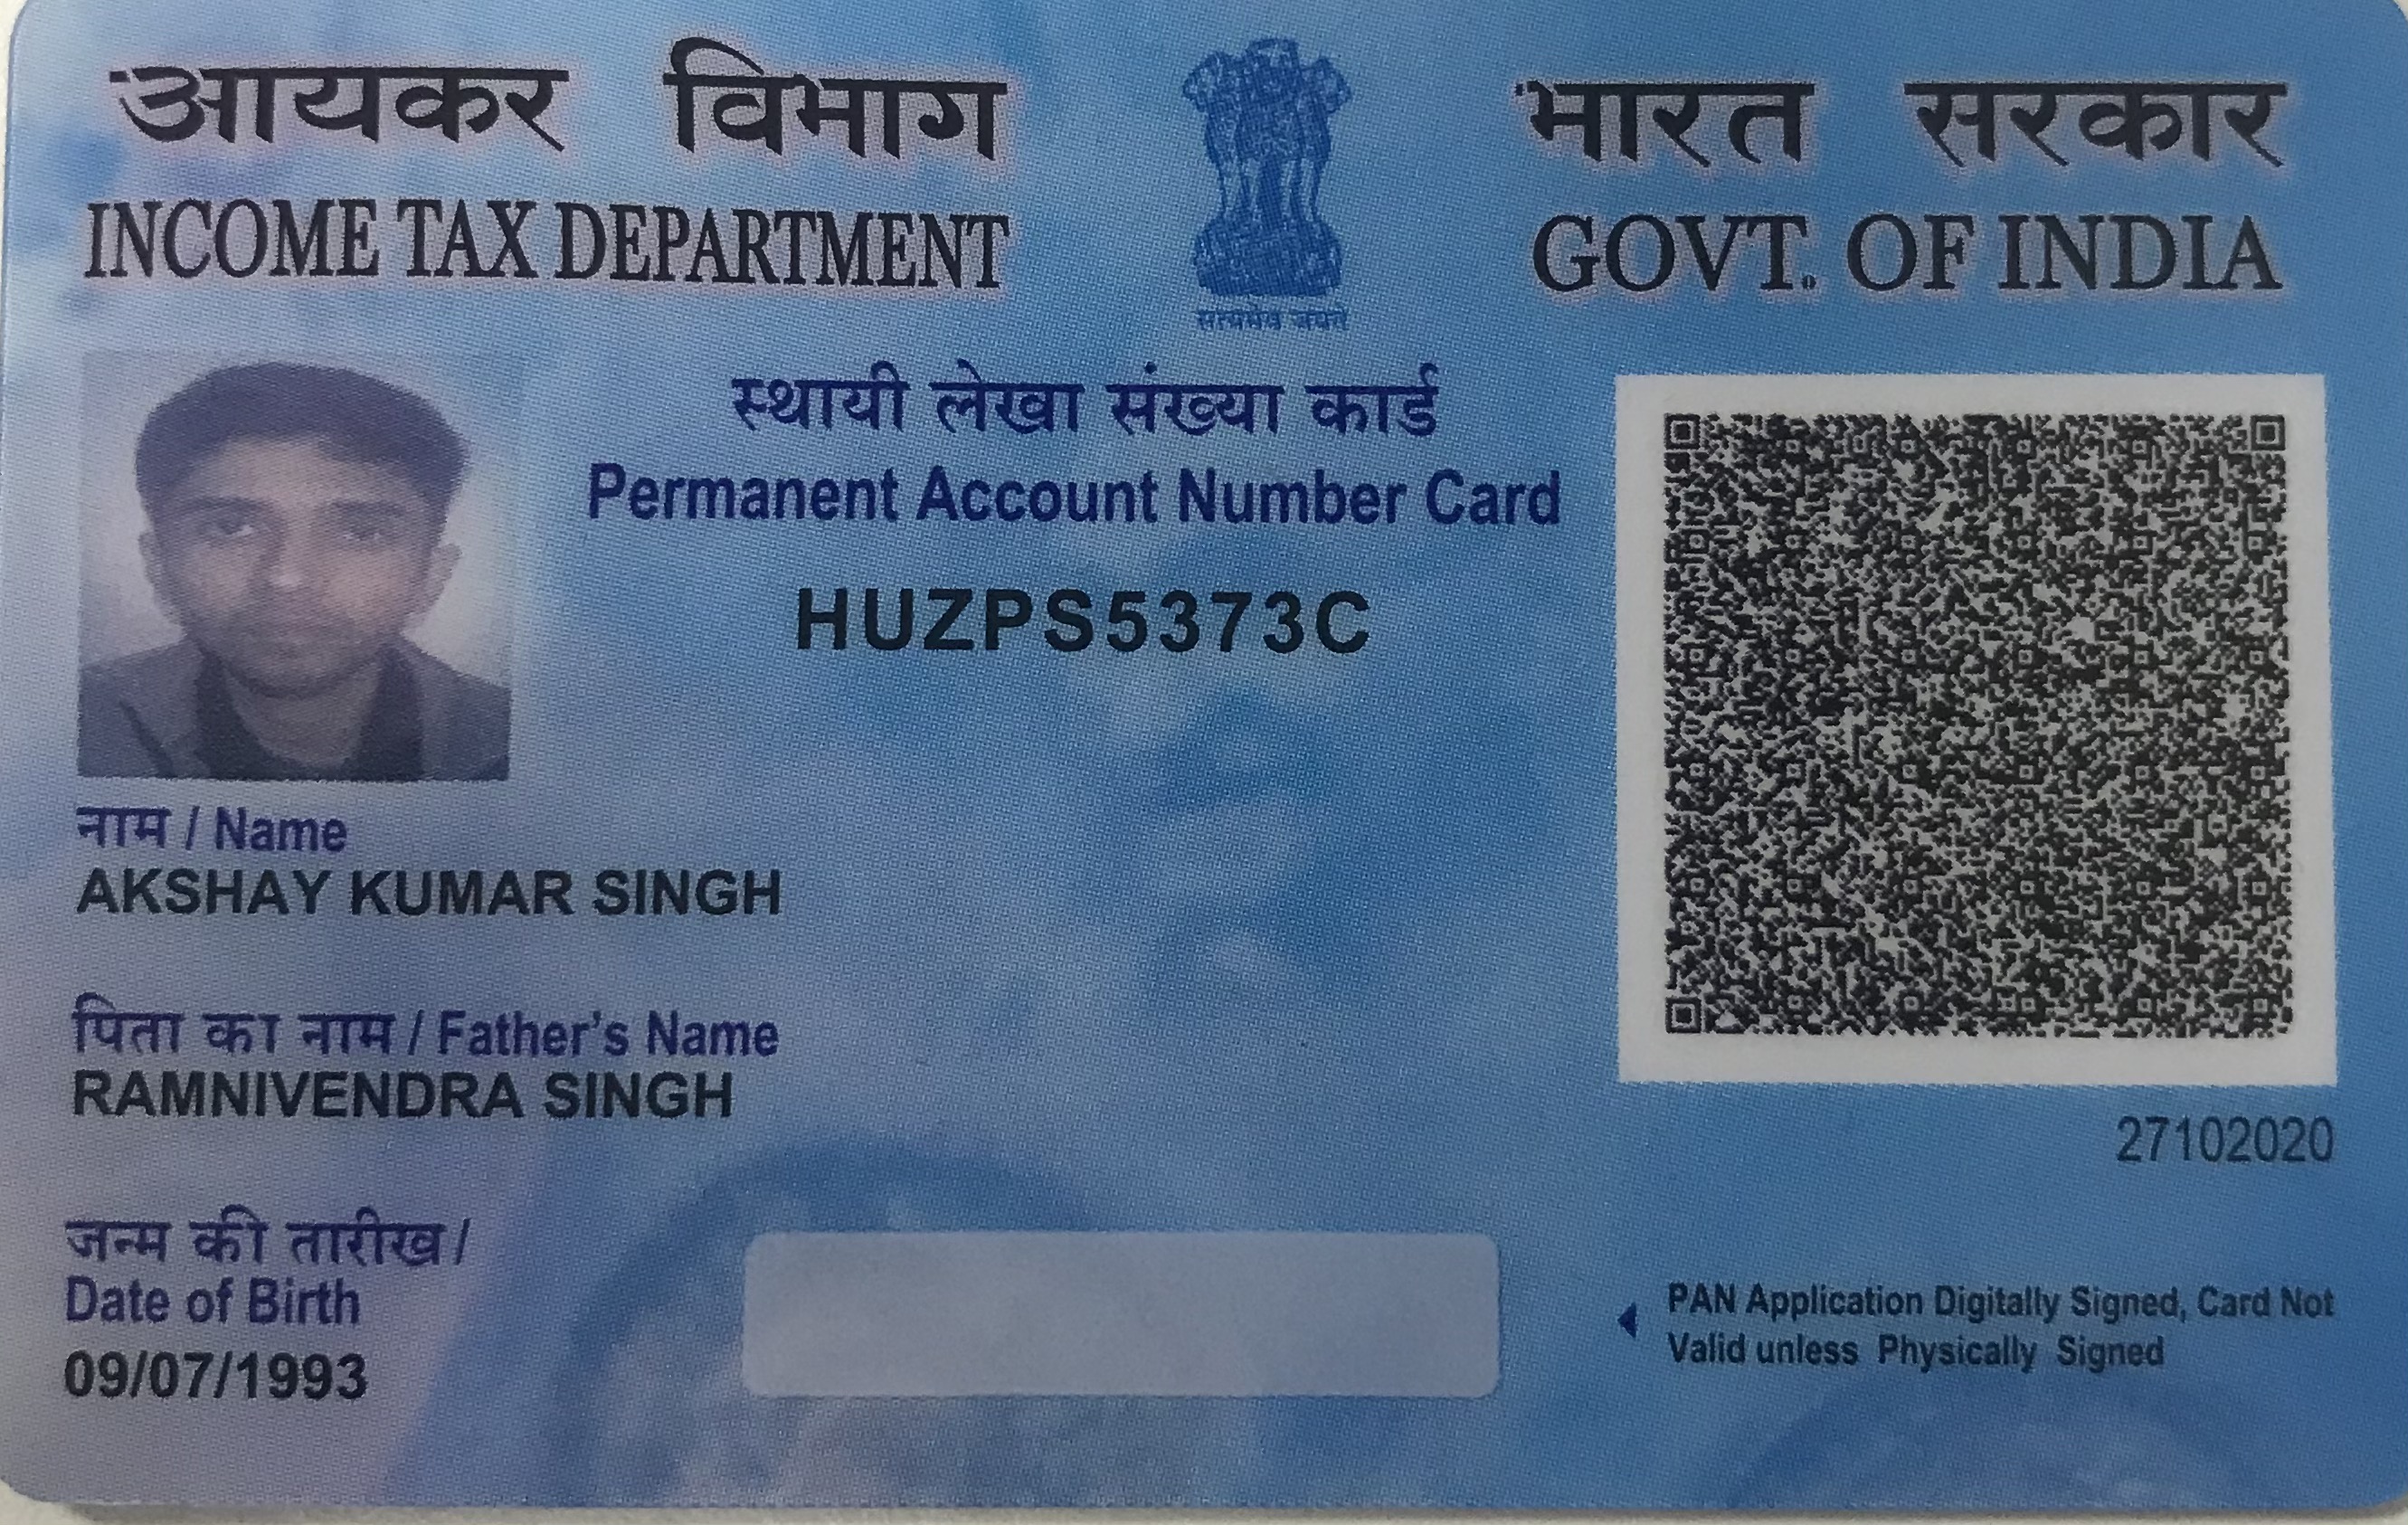 आयकर विभाग
INCOME TAX DEPARTMENT
सत्यमेव जयते
भारत सरकार
GOVT. OF INDIA
स्थायी लेखा संख्या कार्ड
Permanent Account Number Card
HUZPS5373C
नाम / Name
AKSHAY KUMAR SINGH
पिता का नाम / Father's Name
RAMNIVENDRA SINGH
27102020
जन्म की तारीख /
Date of Birth
09/07/1993
PAN Application Digitally Signed, Card Not
Valid unless Physically Signed